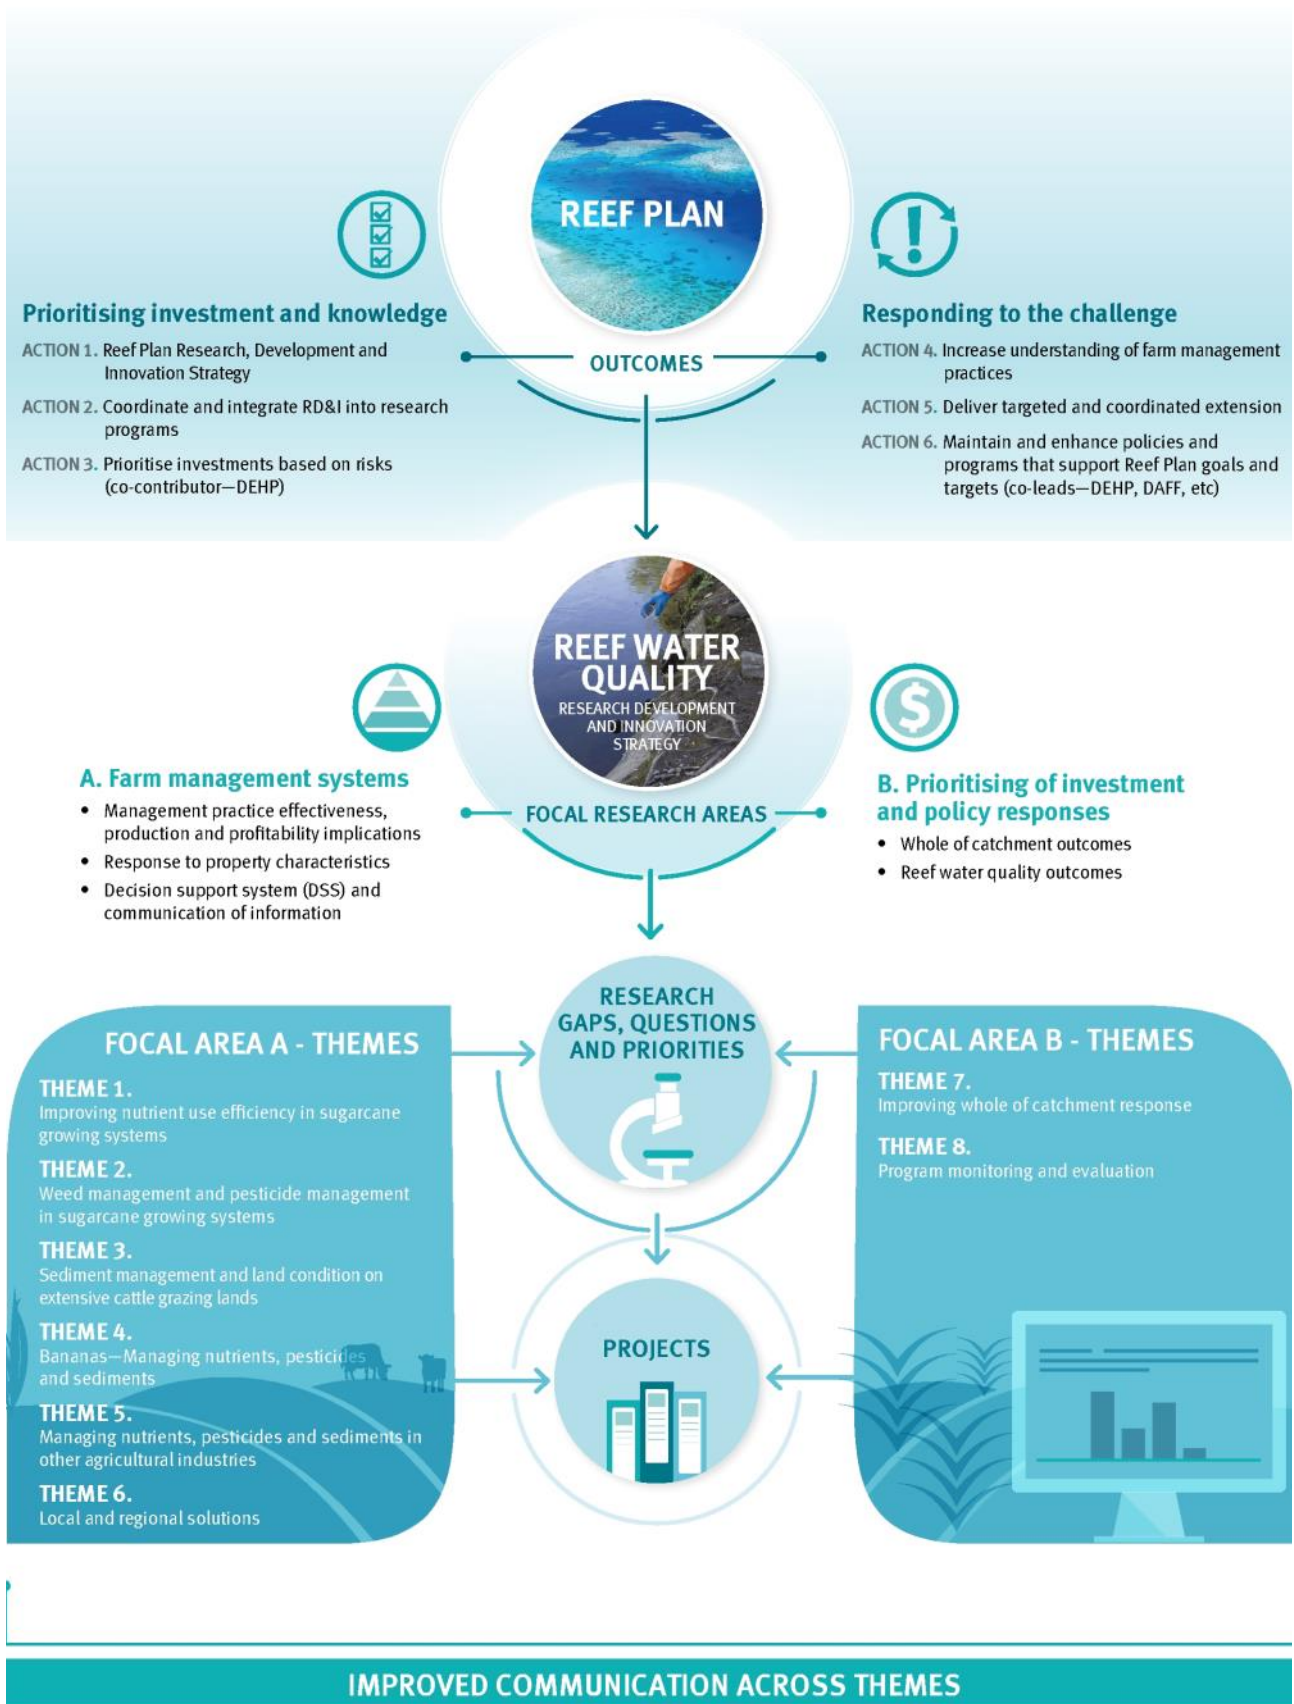 REEF PLAN
OUTCOMES
Prioritising investment and knowledge
ACTION 1. Reef Plan Research, Development and
Innovation Strategy
ACTION 2. Coordinate and integrate RD&I into research
programs
ACTION 3. Prioritise investments based on risks
(co-contributor—DEHP)
Responding to the challenge
ACTION 4. Increase understanding of farm management
practices
ACTION 5. Deliver targeted and coordinated extension
ACTION 6. Maintain and enhance policies and
programs that support Reef Plan goals and
targets (co-leads—DEHP, DAFF, etc)
REEF WATER
QUALITY
RESEARCH DEVELOPMENT
AND INNOVATION
STRATEGY
FOCAL RESEARCH AREAS
A. Farm management systems
• Management practice effectiveness,
production and profitability implications
• Response to property characteristics
• Decision support system (DSS) and
communication of information
$
B. Prioritising of investment
and policy responses
• Whole of catchment outcomes
• Reef water quality outcomes
RESEARCH
GAPS, QUESTIONS
AND PRIORITIES
FOCAL AREA A - THEMES
THEME 1.
Improving nutrient use efficiency in sugarcane
growing systems
THEME 2.
Weed management and pesticide management
in sugarcane growing systems
THEME 3.
Sediment management and land condition on
extensive cattle grazing lands
THEME 4.
Bananas—Managing nutrients, pesticides
and sediments
THEME 5.
Managing nutrients, pesticides and sediments in
other agricultural industries
THEME 6.
Local and regional solutions
FOCAL AREA B - THEMES
THEME 7.
Improving whole of catchment response
THEME 8.
Program monitoring and evaluation
PROJECTS
IMPROVED COMMUNICATION ACROSS THEMES